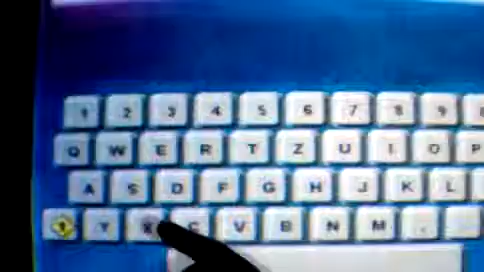 1 2 3 4 5 6 7 8 9
Q W E R T Z U I O P
A S D F G H J K L
Y X C V B N M ,